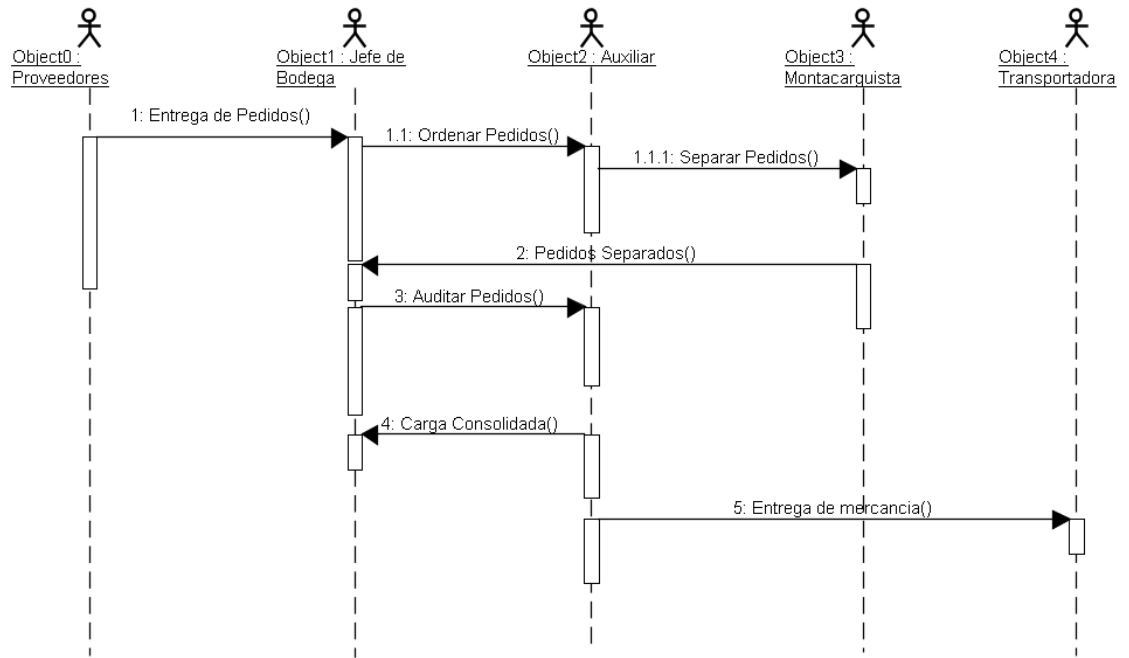 Object0 :
Proveedores
Object1 : Jefe de
Bodega
Object2 : Auxiliar
Object3 :
Montacarguista
Object4 :
Transportadora
1: Entrega de Pedidos()
1.1: Ordenar Pedidos()
1.1.1: Separar Pedidos()
2: Pedidos Separados()
3: Auditar Pedidos()
4: Carga Consolidada()
5: Entrega de mercancia()